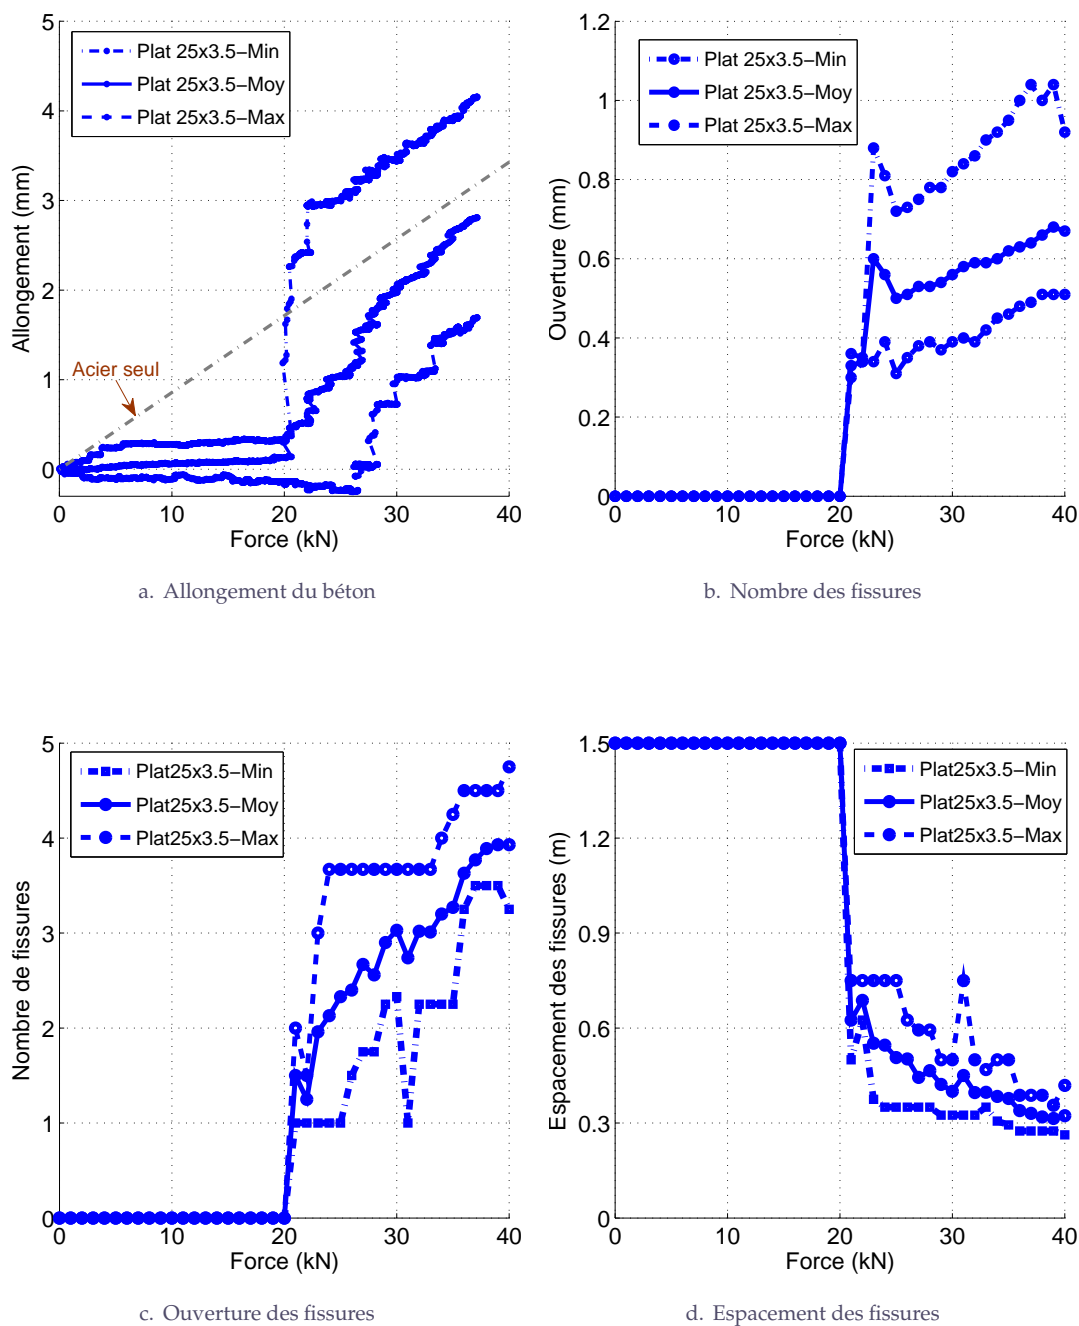 5
4
3
2
1
0
Allongement (mm)
Plat 25x3.5–Min
Plat 25x3.5–Moy
Plat 25x3.5–Max
Acier seul
0 10 20 30 40
Force (kN)
a. Allongement du béton
1.2
1
0.8
0.6
0.4
0.2
0
Ouverture (mm)
Plat 25x3.5–Min
Plat 25x3.5–Moy
Plat 25x3.5–Max
0 10 20 30 40
Force (kN)
b. Nombre des fissures
5
4
3
2
1
0
Nombre de fissures
Plat25x3.5–Min
Plat25x3.5–Moy
Plat25x3.5–Max
0 10 20 30 40
Force (kN)
c. Ouverture des fissures
1.5
1.2
0.9
0.6
0.3
0
Espacement des fissures (m)
Plat25x3.5–Min
Plat25x3.5–Moy
Plat25x3.5–Max
0 10 20 30 40
Force (kN)
d. Espacement des fissures